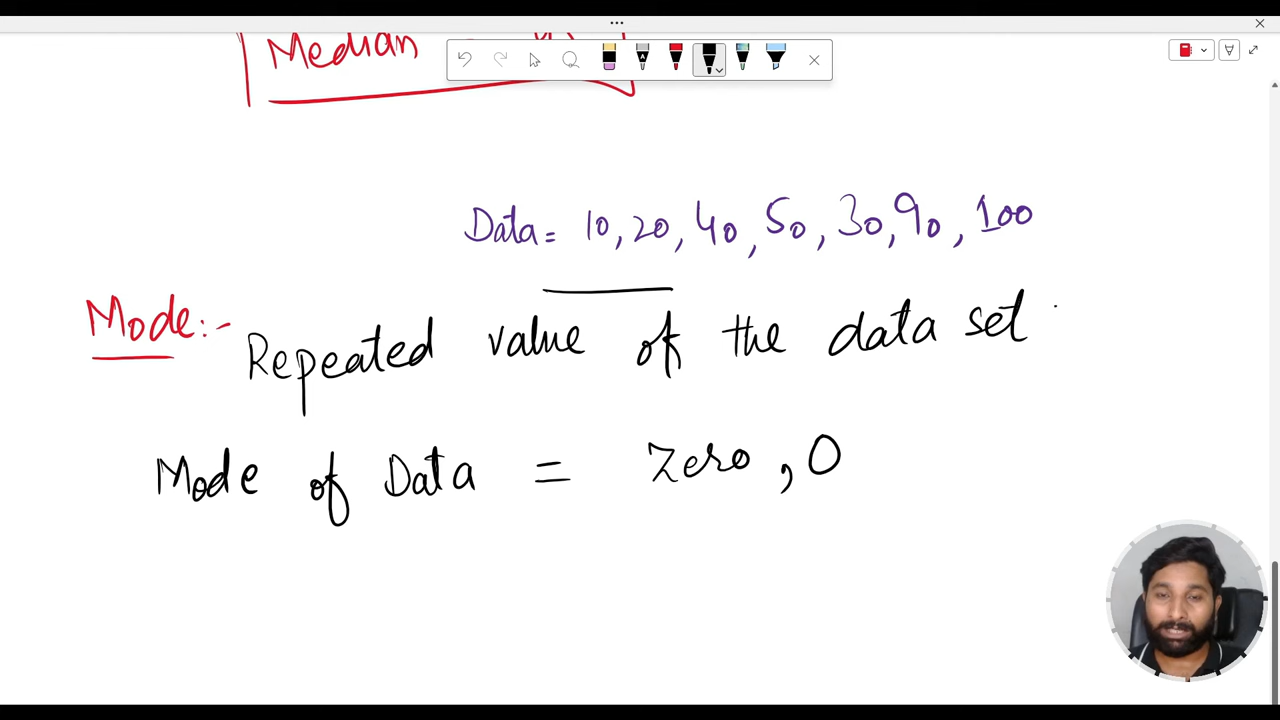 Median
Data = 10, 20, 40, 50, 30, 90, 100
Mode:- Repeated value of the data set
Mode of Data = Zero, 0